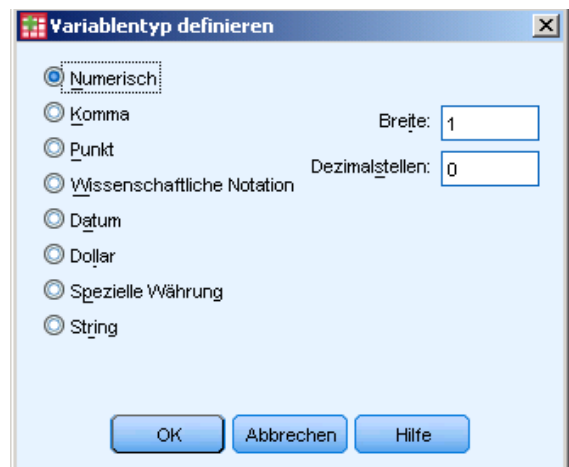 Variablentyp definieren
Numerisch
Komma
Punkt
Wissenschaftliche Notation
Datum
Dollar
Spezielle Währung
String
Breite: 1
Dezimalstellen: 0
OK Abbrechen Hilfe